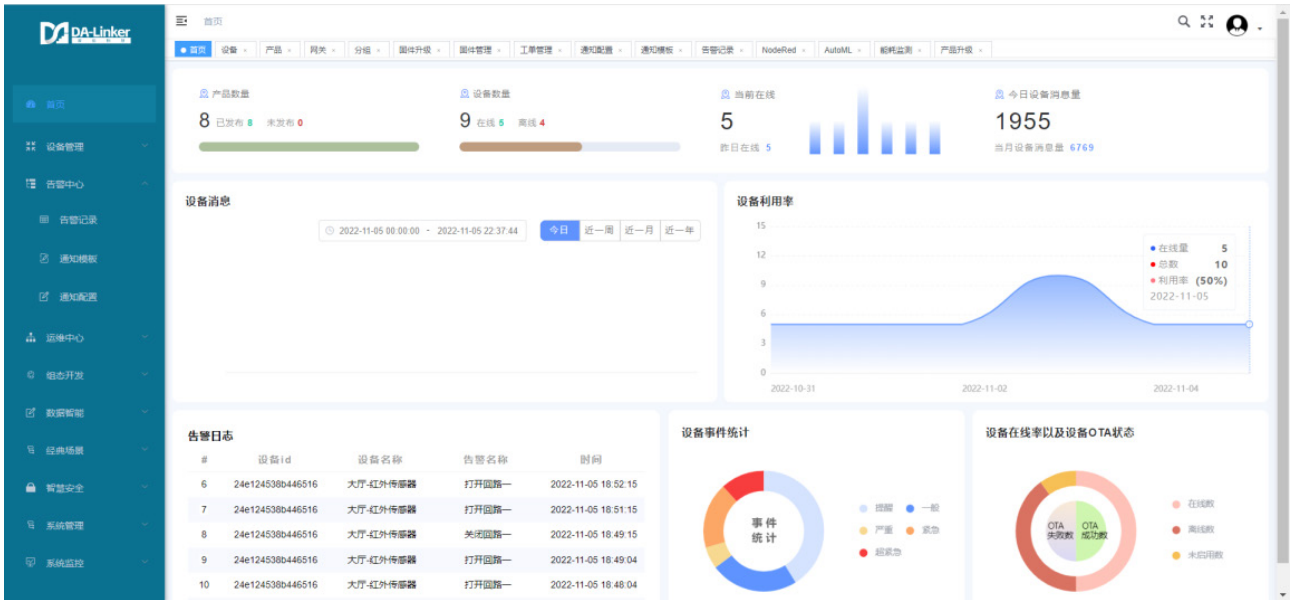 DA-Linker
首页
● 首页 设备 × 产品 × 网关 × 分组 × 固件升级 × 固件管理 × 工单管理 × 通知配置 × 通知模板 × 告警记录 × NodeRed × AutoML × 能耗监测 × 产品升级 ×
首页
设备管理
告警中心
告警记录
通知模板
通知配置
运维中心
组态开发
数据智能
经典场景
智慧安全
系统管理
系统监控
产品数量
8 已发布 8 未发布 0
设备数量
9 在线 5 离线 4
当前在线
5
昨日在线 5
今日设备消息量
1955
当月设备消息量 6769
设备消息
2022-11-05 00:00:00 - 2022-11-05 22:37:44
今日 近一周 近一月 近一年
设备利用率
15
12
9
6
3
0
2022-10-31 2022-11-02 2022-11-04
在线量 5
总数 10
利用率 (50%)
2022-11-05
告警日志
# 设备id 设备名称 告警名称 时间
6 24e124538b446516 大厅-红外传感器 打开回路一 2022-11-05 18:52:15
7 24e124538b446516 大厅-红外传感器 打开回路一 2022-11-05 18:51:15
8 24e124538b446516 大厅-红外传感器 关闭回路一 2022-11-05 18:49:15
9 24e124538b446516 大厅-红外传感器 打开回路一 2022-11-05 18:49:04
10 24e124538b446516 大厅-红外传感器 打开回路一 2022-11-05 18:48:04
设备事件统计
事件
统计
提醒 一般
严重 紧急
超紧急
设备在线率以及设备OTA状态
OTA
失败数
OTA
成功数
在线数
离线数
未启用数